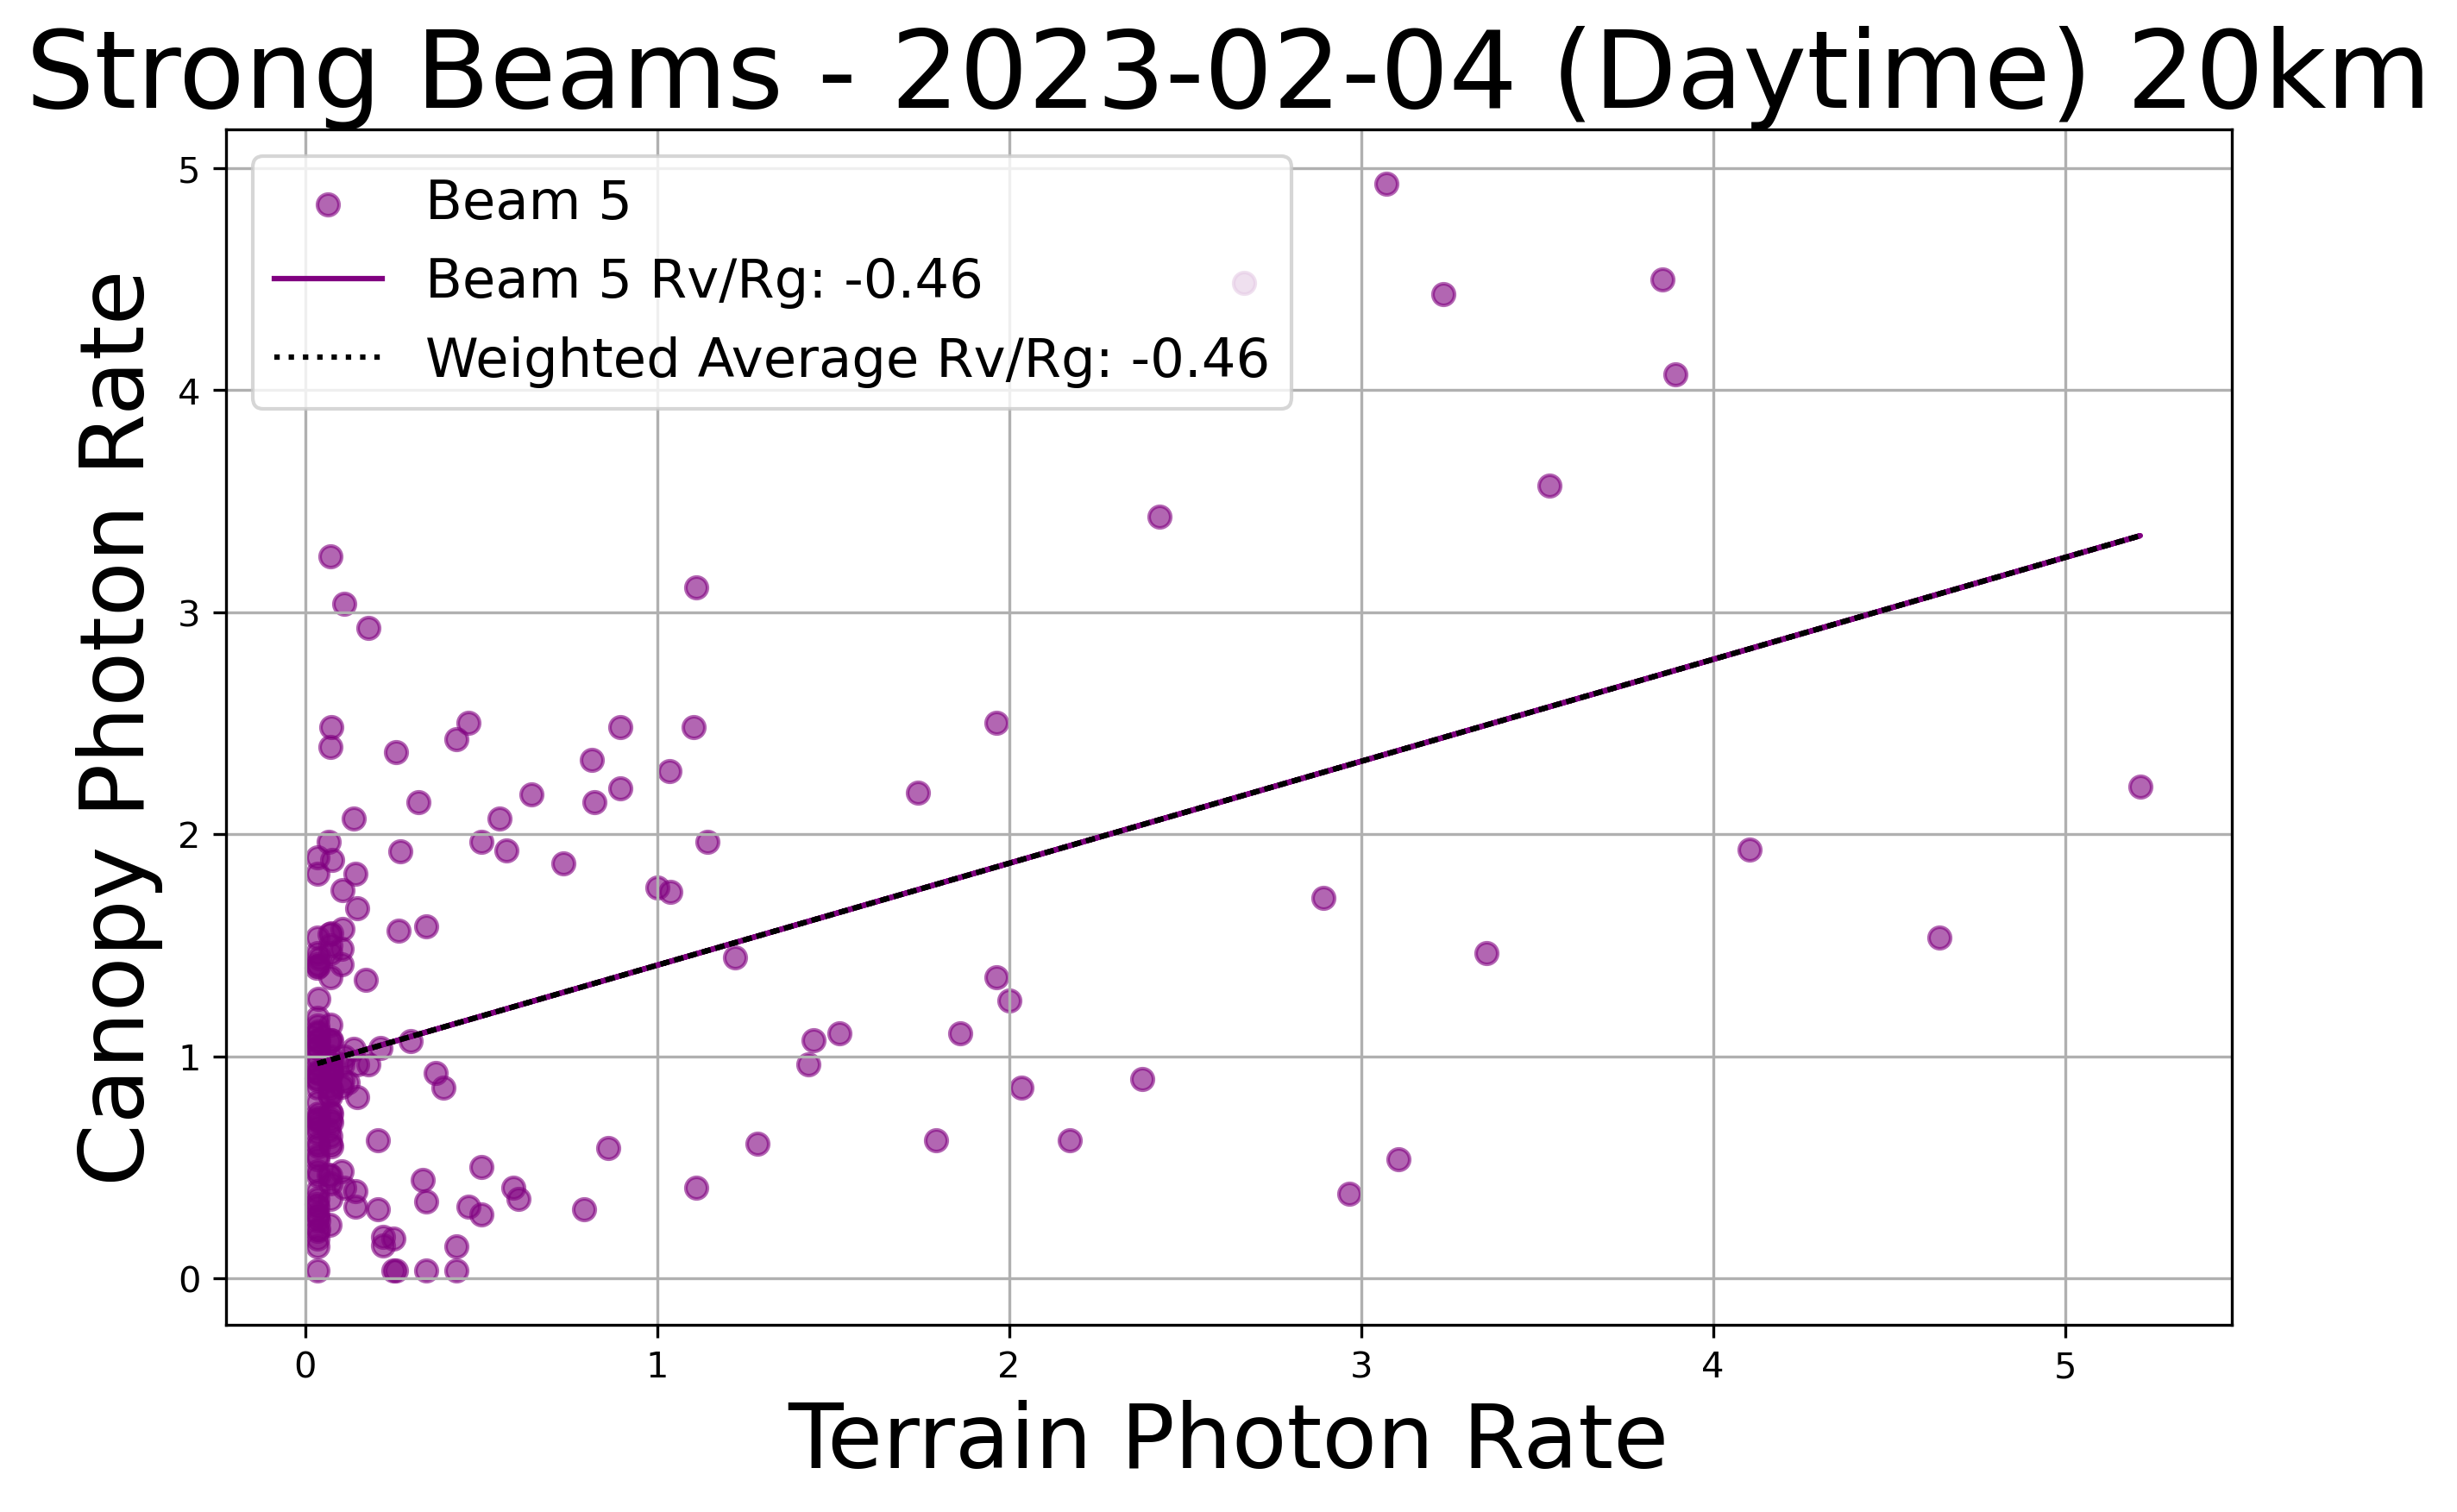 Strong Beams - 2023-02-04 (Daytime) 20km
Beam 5
Beam 5 Rv/Rg: -0.46
Weighted Average Rv/Rg: -0.46
Canopy Photon Rate
5
4
3
2
1
0
0 1 2 3 4 5
Terrain Photon Rate